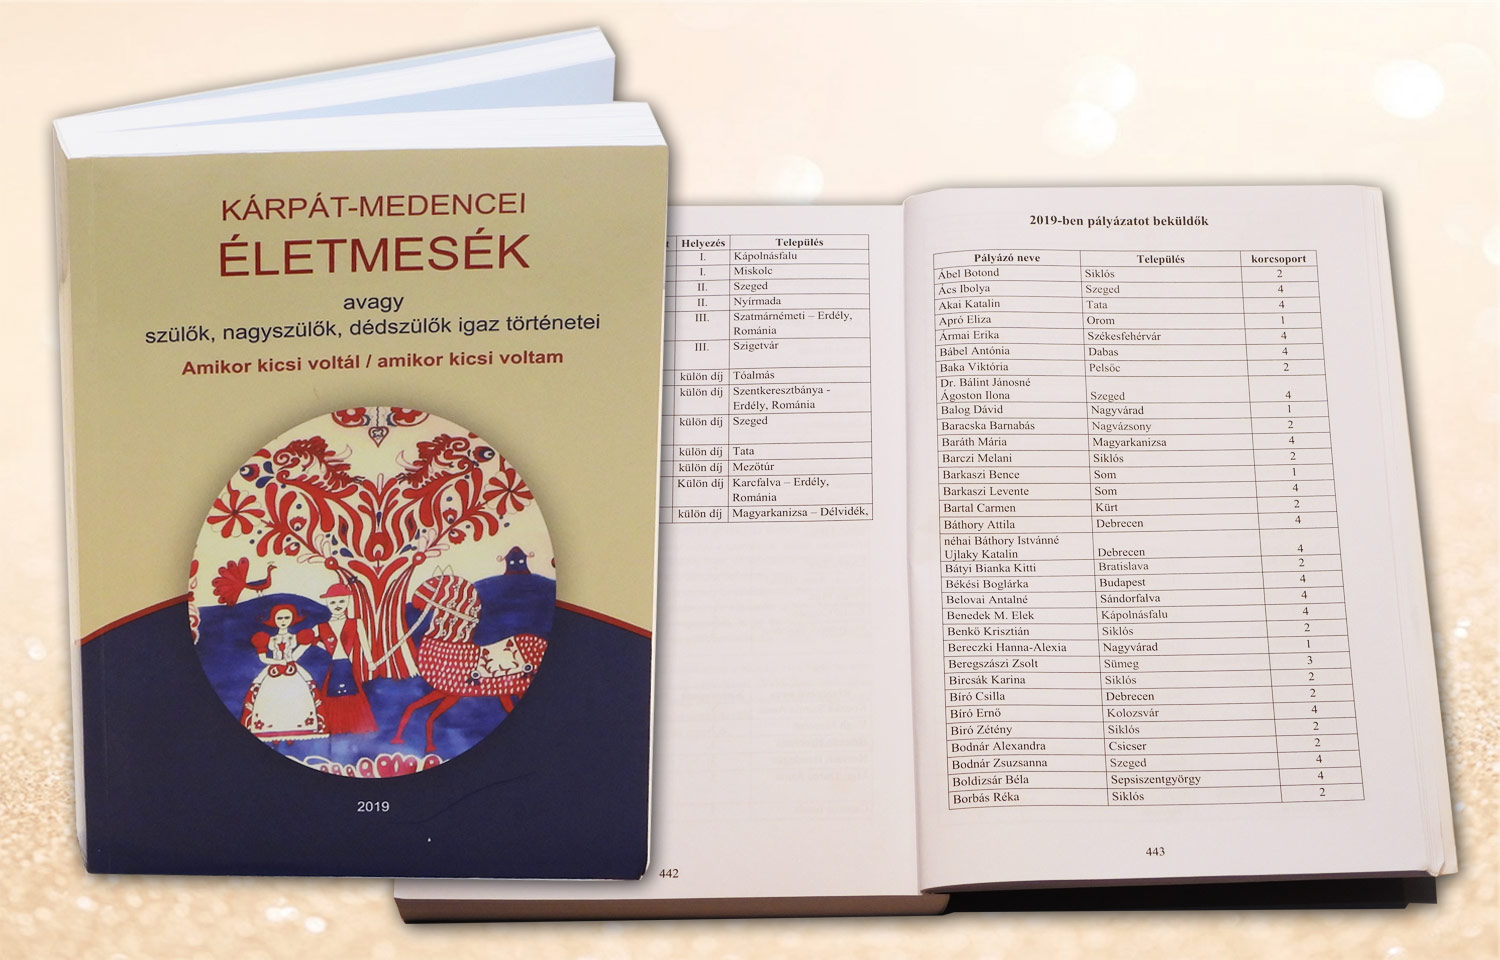 KÁRPÁT-MEDENCEI
ÉLETMESÉK
avagy
szülők, nagyszülők, dédszülők igaz történetei
Amikor kicsi voltál / amikor kicsi voltam
2019
t Helyezés Település
I. Kápolnásfalu
I. Miskolc
II. Szeged
II. Nyírmada
III. Szatmárnémeti – Erdély,
Románia
III. Szigetvár
külön díj Tóalmás
külön díj Szentkeresztbánya -
Erdély, Románia
külön díj Szeged
külön díj Tata
külön díj Mezőtúr
Külön díj Karcfalva – Erdély,
Románia
külön díj Magyarkanizsa – Délvidék,
442
2019-ben pályázatot beküldők
Pályázó neve Település korcsoport
Ábel Botond Siklós 2
Ács Ibolya Szeged 4
Akai Katalin Tata 4
Apró Eliza Orom 1
Ármai Erika Székesfehérvár 4
Bábel Antónia Dabas 4
Baka Viktória Pelsőc 2
Dr. Bálint Jánosné
Ágoston Ilona Szeged 4
Balog Dávid Nagyvárad 1
Baracska Barnabás Nagyvázsony 2
Baráth Mária Magyarkanizsa 4
Barczi Melani Siklós 2
Barkaszi Bence Som 1
Barkaszi Levente Som 4
Bartal Carmen Kürt 2
Báthory Attila Debrecen 4
néhai Báthory Istvánné
Ujlaky Katalin Debrecen 4
Bátyi Bianka Kitti Bratislava 2
Békési Boglárka Budapest 4
Belovai Antalné Sándorfalva 4
Benedek M. Elek Kápolnásfalu 4
Benkő Krisztián Siklós 2
Bereczki Hanna-Alexia Nagyvárad 1
Beregszászi Zsolt Sümeg 3
Bircsák Karina Siklós 2
Bíró Csilla Debrecen 2
Bíró Ernő Kolozsvár 4
Bíró Zétény Siklós 2
Bodnár Alexandra Csicser 2
Bodnár Zsuzsanna Szeged 4
Boldizsár Béla Sepsiszentgyörgy 4
Borbás Réka Siklós 2
443